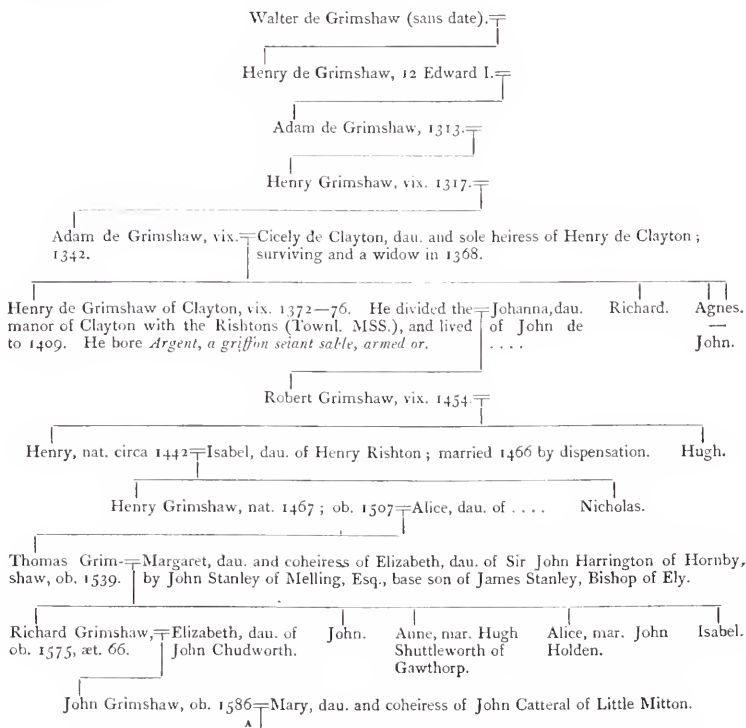 Walter de Grimshaw (sans date).
Henry de Grimshaw, 12 Edward I.
Adam de Grimshaw, 1313.
Henry Grimshaw, vix. 1317.
Adam de Grimshaw, vix. Cicely de Clayton, dau. and sole heiress of Henry de Clayton ;
1342. surviving and a widow in 1368.
Henry de Grimshaw of Clayton, vix. 1372—76. He divided the Johanna, dau. Richard. Agnes.
manor of Clayton with the Rishtons (Townl. MSS.), and lived of John de —
to 1409. He bore Argent, a griffon seiant sable, armed or. . . . . John.
Robert Grimshaw, vix. 1454.
Henry, nat. circa 1442 Isabel, dau. of Henry Rishton ; married 1466 by dispensation. Hugh.
Henry Grimshaw, nat. 1467 ; ob. 1507 Alice, dau. of . . . . Nicholas.
Thomas Grim- Margaret, dau. and coheiress of Elizabeth, dau. of Sir John Harrington of Hornby,
shaw, ob. 1539. by John Stanley of Melling, Esq., base son of James Stanley, Bishop of Ely.
Richard Grimshaw, Elizabeth, dau. of John. Anne, mar. Hugh Alice, mar. John Isabel.
ob. 1575, æt. 66. John Chudworth. Shuttleworth of Holden.
Gawthorp.
John Grimshaw, ob. 1586 Mary, dau. and coheiress of John Catteral of Little Mitton.
A